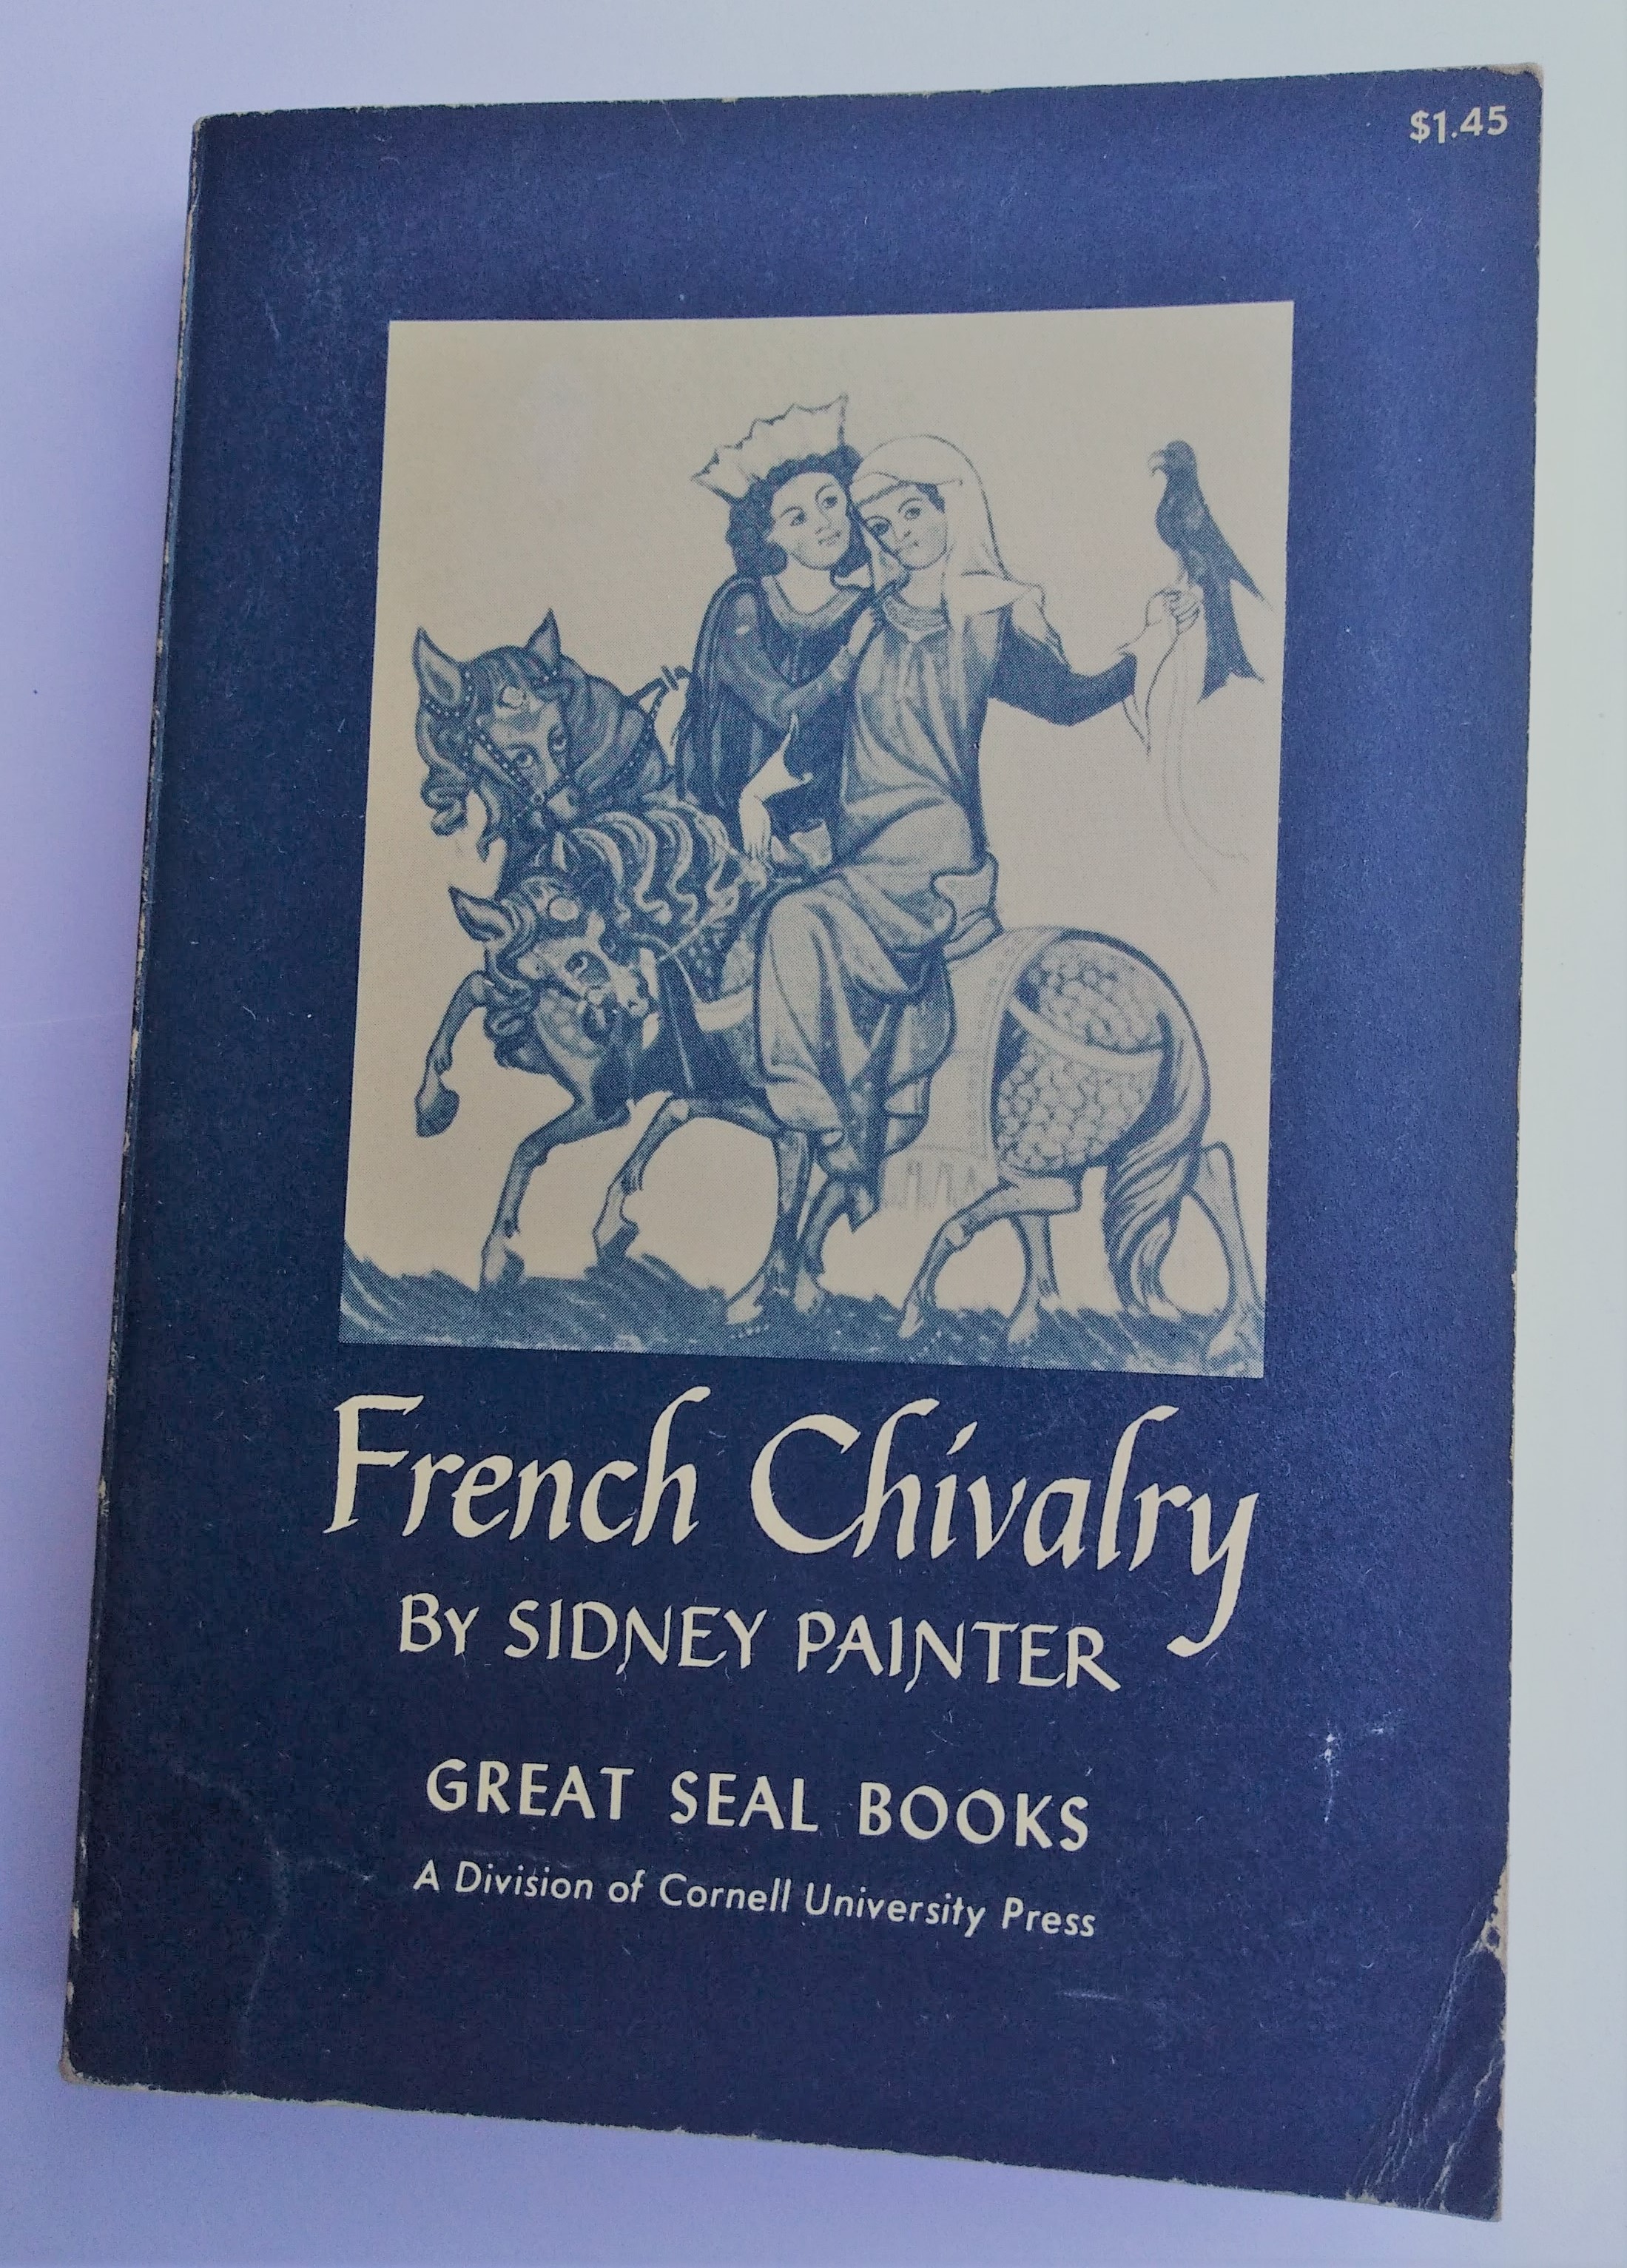 $1.45
French Chivalry
By SIDNEY PAINTER
GREAT SEAL BOOKS
A Division of Cornell University Press